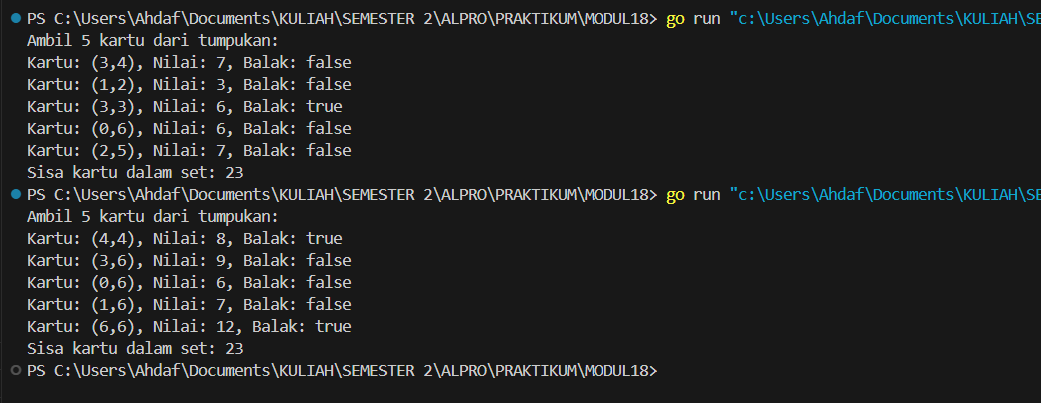 PS C:\Users\Ahdaf\Documents\KULIAH\SEMESTER 2\ALPRO\PRAKTIKUM\MODUL18> go run "c:\Users\Ahdaf\Documents\KULIAH\SE
Ambil 5 kartu dari tumpukan:
Kartu: (3,4), Nilai: 7, Balak: false
Kartu: (1,2), Nilai: 3, Balak: false
Kartu: (3,3), Nilai: 6, Balak: true
Kartu: (0,6), Nilai: 6, Balak: false
Kartu: (2,5), Nilai: 7, Balak: false
Sisa kartu dalam set: 23
PS C:\Users\Ahdaf\Documents\KULIAH\SEMESTER 2\ALPRO\PRAKTIKUM\MODUL18> go run "c:\Users\Ahdaf\Documents\KULIAH\SE
Ambil 5 kartu dari tumpukan:
Kartu: (4,4), Nilai: 8, Balak: true
Kartu: (3,6), Nilai: 9, Balak: false
Kartu: (0,6), Nilai: 6, Balak: false
Kartu: (1,6), Nilai: 7, Balak: false
Kartu: (6,6), Nilai: 12, Balak: true
Sisa kartu dalam set: 23
PS C:\Users\Ahdaf\Documents\KULIAH\SEMESTER 2\ALPRO\PRAKTIKUM\MODUL18>